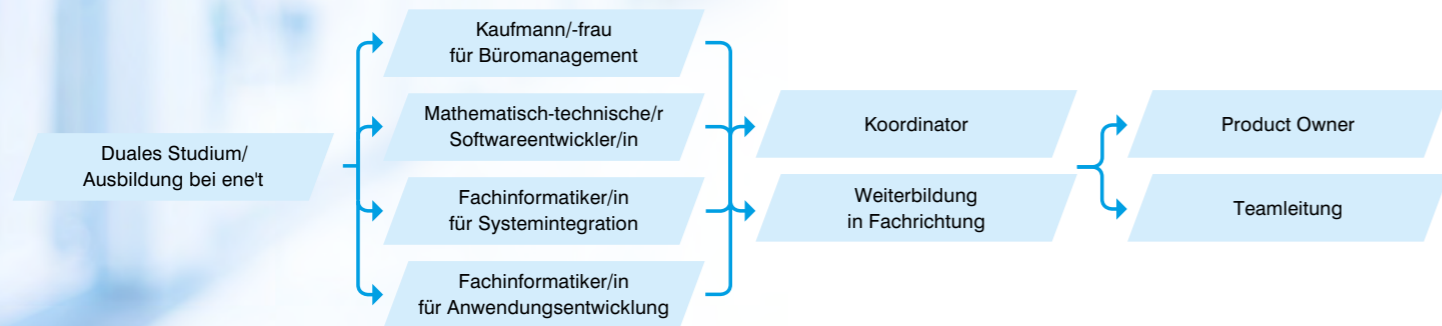 Duales Studium/
Ausbildung bei ene't
Kaufmann/-frau
für Büromanagement
Mathematisch-technische/r
Softwareentwickler/in
Fachinformatiker/in
für Systemintegration
Fachinformatiker/in
für Anwendungsentwicklung
Koordinator
Weiterbildung
in Fachrichtung
Product Owner
Teamleitung